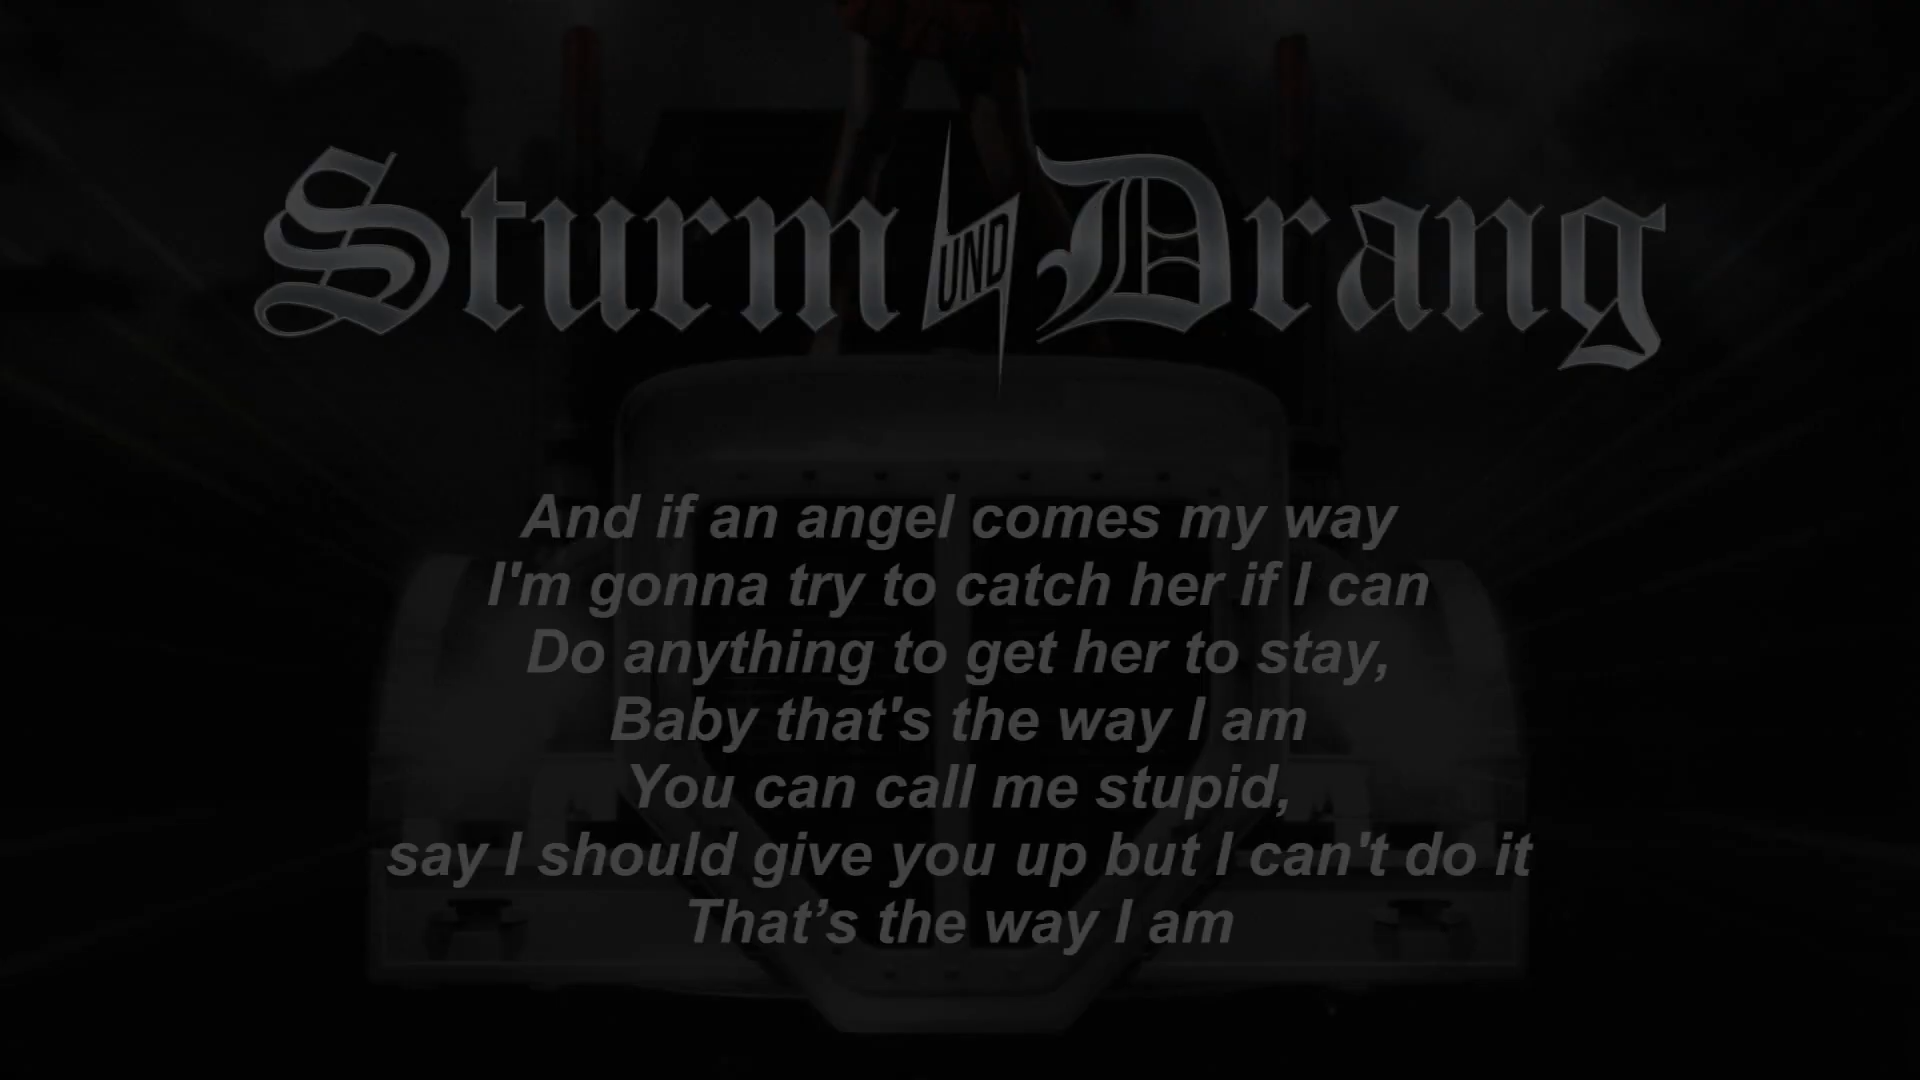 Sturm UND Drang
And if an angel comes my way
I'm gonna try to catch her if I can
Do anything to get her to stay,
Baby that's the way I am
You can call me stupid,
say I should give you up but I can't do it
That’s the way I am